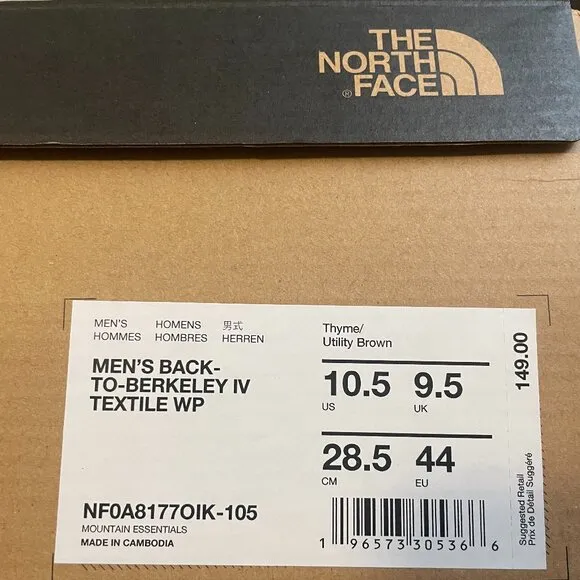 THE
NORTH
FACE
®
MEN'S HOMENS 男式
HOMMES HOMBRES HERREN
MEN'S BACK-
TO-BERKELEY IV
TEXTILE WP
NF0A8177OIK-105
MOUNTAIN ESSENTIALS
MADE IN CAMBODIA
Thyme/
Utility Brown
10.5 9.5
US UK
28.5 44
CM EU
1 96573 30536 6
149.00
Suggested Retail
Prix de Détail Suggéré